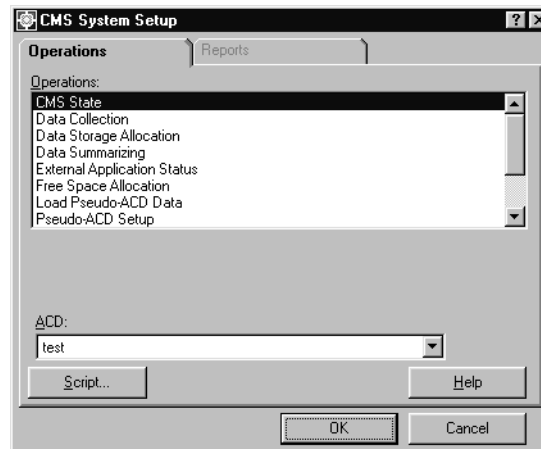 CMS System Setup
Operations
Reports
Operations:
CMS State
Data Collection
Data Storage Allocation
Data Summarizing
External Application Status
Free Space Allocation
Load Pseudo-ACD Data
Pseudo-ACD Setup
ACD:
test
Script...
Help
OK
Cancel